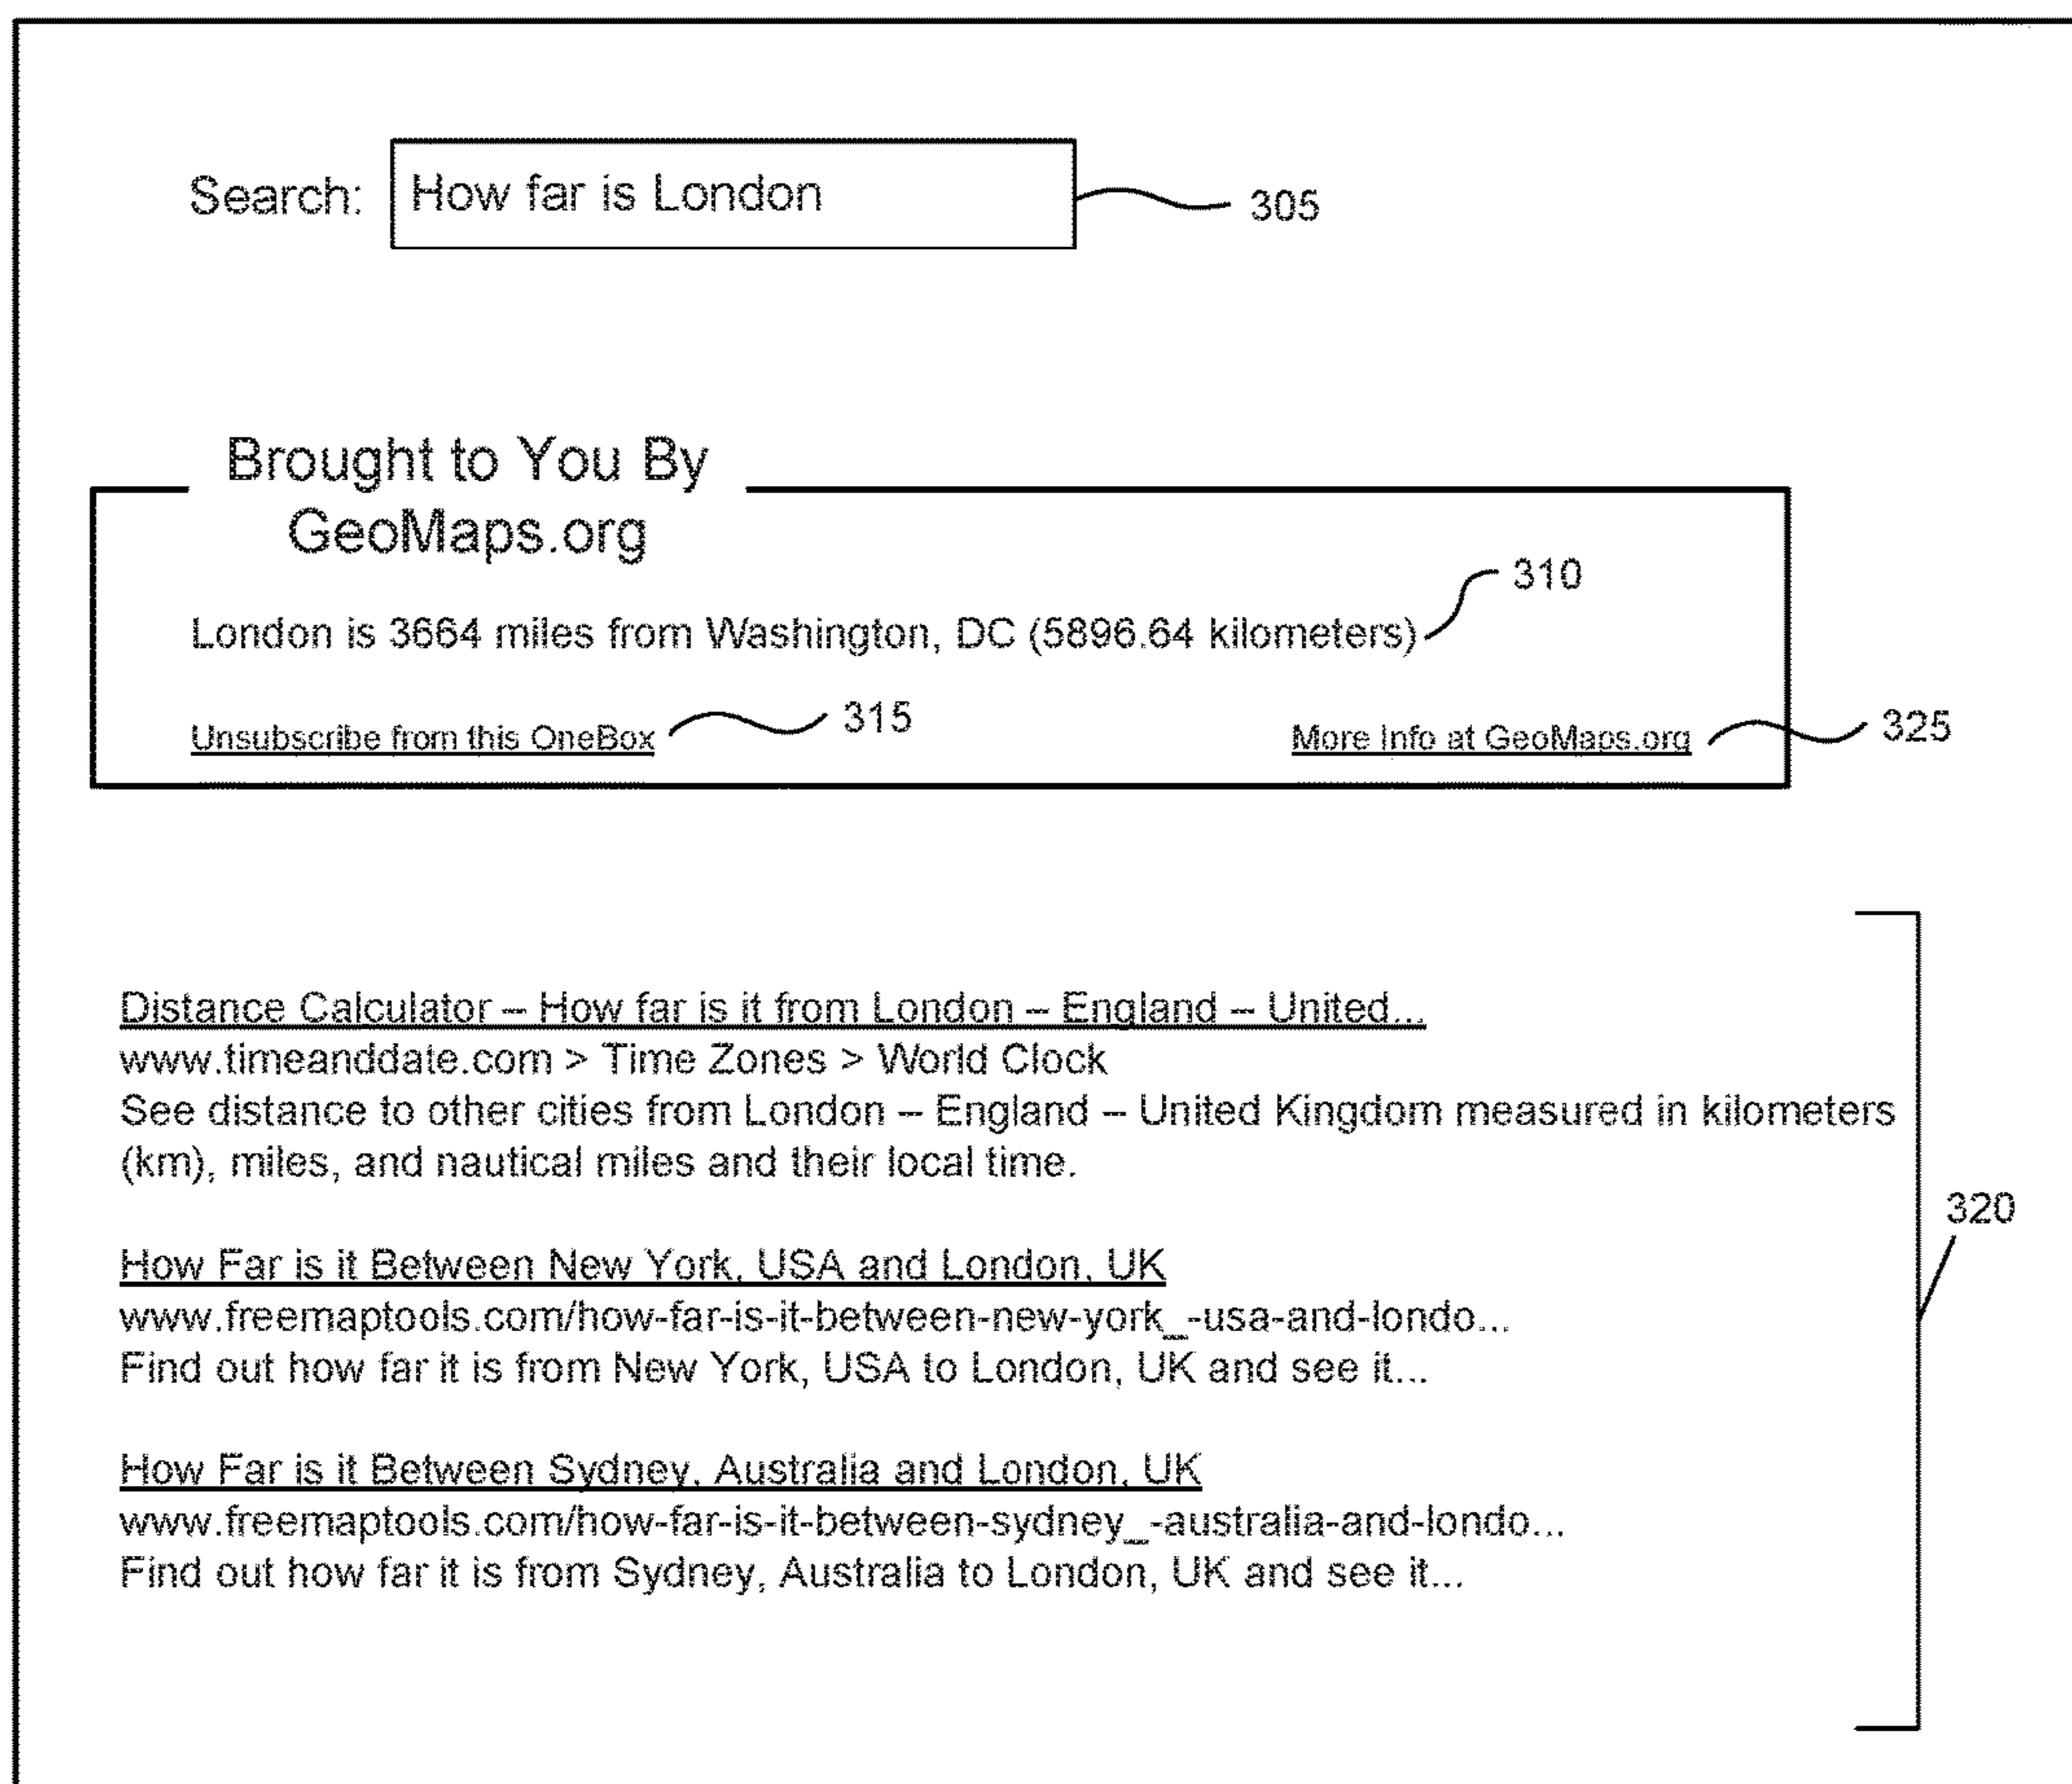 Search: How far is London 305
Brought to You By
GeoMaps.org
310
London is 3664 miles from Washington, DC (5896.64 kilometers)
Unsubscribe from this OneBox 315 More Info at GeoMaps.org 325
Distance Calculator – How far is it from London – England – United...
www.timeanddate.com > Time Zones > World Clock
See distance to other cities from London – England – United Kingdom measured in kilometers
(km), miles, and nautical miles and their local time.
320
How Far is it Between New York, USA and London, UK
www.freemaptools.com/how-far-is-it-between-new-york_-usa-and-londo...
Find out how far it is from New York, USA to London, UK and see it...
How Far is it Between Sydney, Australia and London, UK
www.freemaptools.com/how-far-is-it-between-sydney_-australia-and-londo...
Find out how far it is from Sydney, Australia to London, UK and see it...